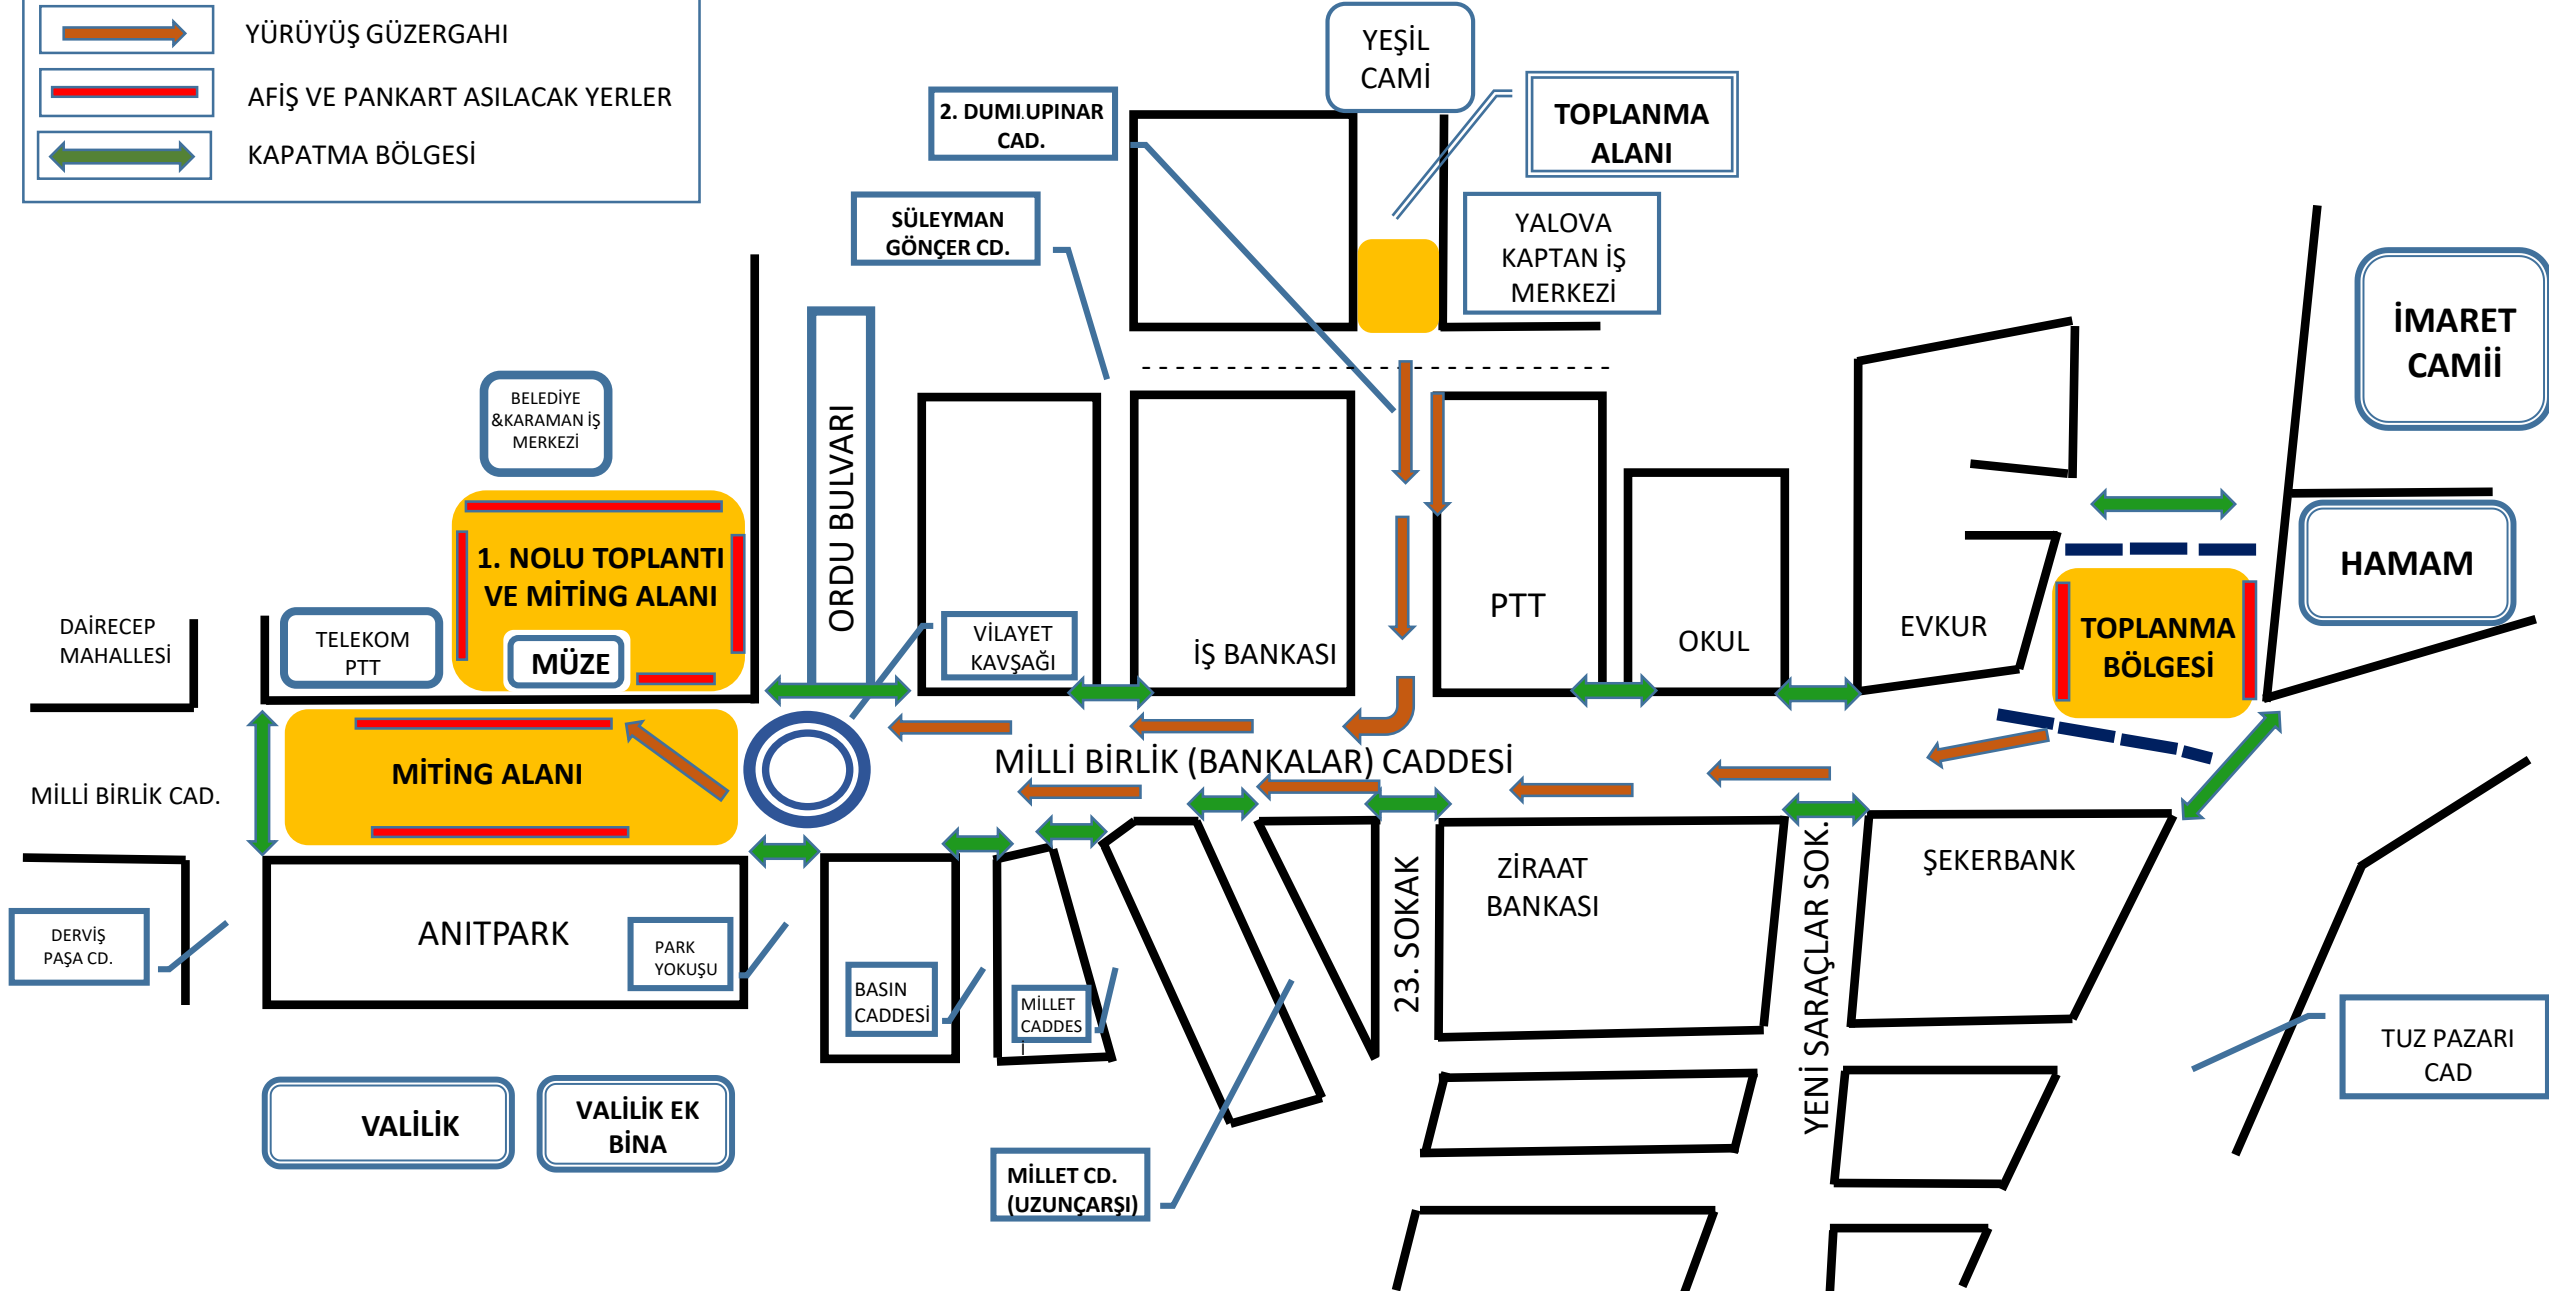 YÜRÜYÜŞ GÜZERGAHI
AFİŞ VE PANKART ASILACAK YERLER
KAPATMA BÖLGESİ
YEŞİL
CAMİ
2. DUMLUPINAR
CAD.
TOPLANMA
ALANI
SÜLEYMAN
GÖNÇER CD.
YALOVA
KAPTAN İŞ
MERKEZİ
İMARET
CAMİİ
BELEDİYE
&KARAMAN İŞ
MERKEZİ
ORDU BULVARI
1. NOLU TOPLANTI
VE MİTİNG ALANI
MÜZE
HAMAM
DAİRECEP
MAHALLESİ
TELEKOM
PTT
VİLAYET
KAVŞAĞI
İŞ BANKASI
PTT
OKUL
EVKUR
TOPLANMA
BÖLGESİ
MİLLİ BİRLİK (BANKALAR) CADDESİ
MİTİNG ALANI
MİLLİ BİRLİK CAD.
DERVİŞ
PAŞA CD.
ANITPARK
PARK
YOKUŞU
BASIN
CADDESİ
MİLLET
CADDES
İ
23. SOKAK
ZİRAAT
BANKASI
YENİ SARAÇLAR SOK.
ŞEKERBANK
TUZ PAZARI
CAD
VALİLİK
VALİLİK EK
BİNA
MİLLET CD.
(UZUNÇARŞI)